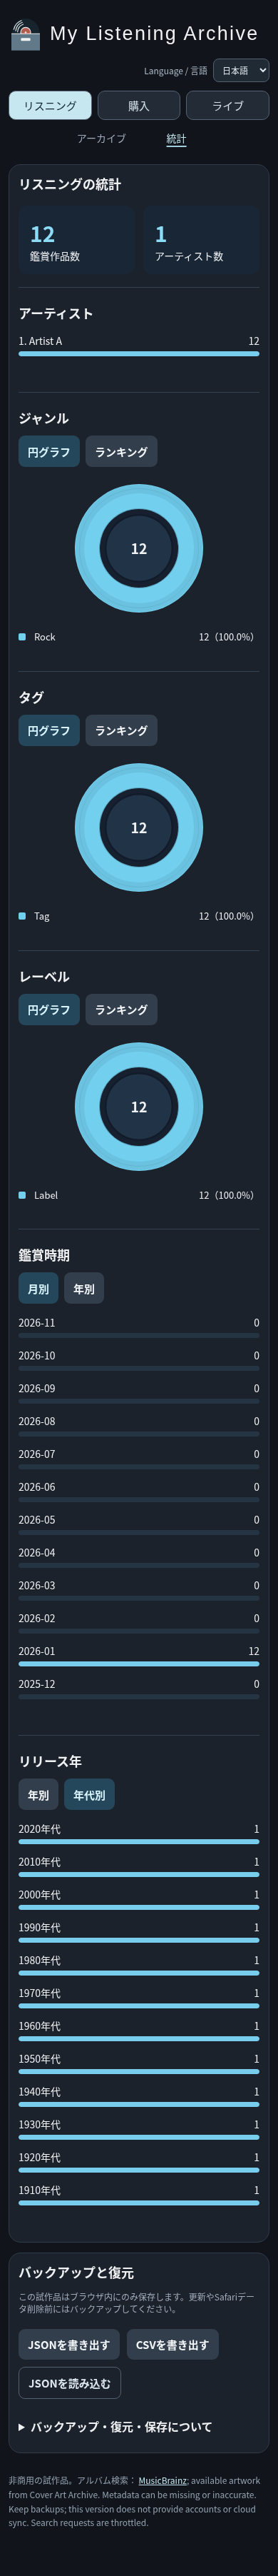 My Listening Archive
Language / 言語
日本語
リスニング
購入
ライブ
アーカイブ
統計
リスニングの統計
12
鑑賞作品数
1
アーティスト数
アーティスト
1. Artist A
12
ジャンル
円グラフ
ランキング
12
Rock
12（100.0%）
タグ
円グラフ
ランキング
12
Tag
12（100.0%）
レーベル
円グラフ
ランキング
12
Label
12（100.0%）
鑑賞時期
月別
年別
2026-11
0
2026-10
0
2026-09
0
2026-08
0
2026-07
0
2026-06
0
2026-05
0
2026-04
0
2026-03
0
2026-02
0
2026-01
12
2025-12
0
リリース年
年別
年代別
2020年代
1
2010年代
1
2000年代
1
1990年代
1
1980年代
1
1970年代
1
1960年代
1
1950年代
1
1940年代
1
1930年代
1
1920年代
1
1910年代
1
バックアップと復元
この試作品はブラウザ内にのみ保存します。更新やSafariデー
タ削除前にはバックアップしてください。
JSONを書き出す
CSVを書き出す
JSONを読み込む
▶ バックアップ・復元・保存について
非商用の試作品。アルバム検索： MusicBrainz; available artwork
from Cover Art Archive. Metadata can be missing or inaccurate.
Keep backups; this version does not provide accounts or cloud
sync. Search requests are throttled.